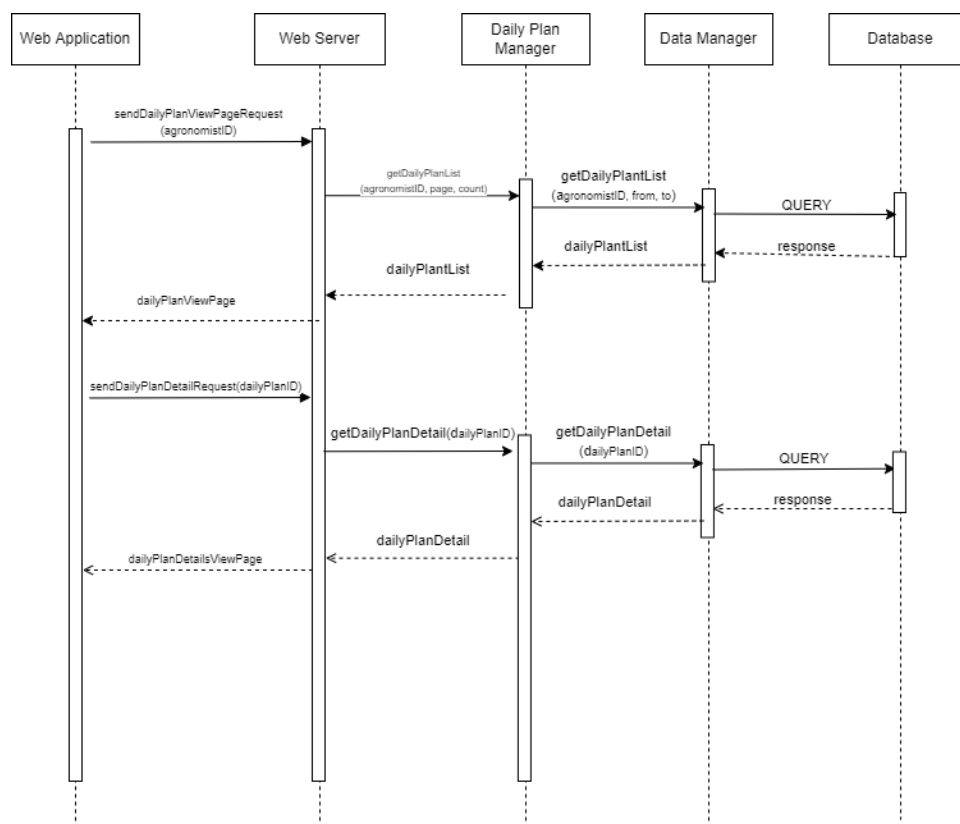 Web Application
Web Server
Daily Plan
Manager
Data Manager
Database
sendDailyPlanViewPageRequest
(agronomistID)
getDailyPlanList
(agronomistID, page, count)
getDailyPlantList
(agronomistID, from, to)
QUERY
response
dailyPlantList
dailyPlantList
dailyPlanViewPage
sendDailyPlanDetailRequest(dailyPlanID)
getDailyPlanDetail(dailyPlanID)
getDailyPlanDetail
(dailyPlanID)
QUERY
response
dailyPlanDetail
dailyPlanDetail
dailyPlanDetailsViewPage